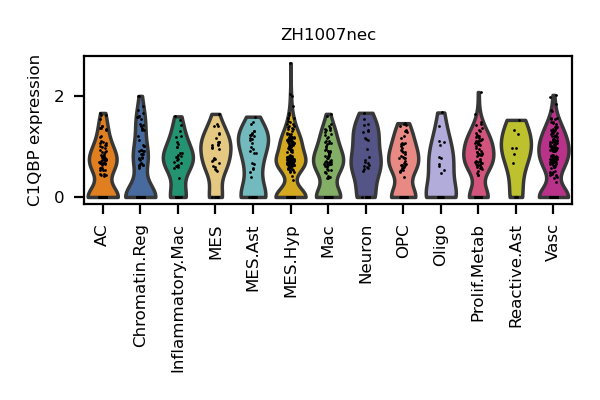 ZH1007nec
C1QBP expression
2
0
AC
Chromatin.Reg
Inflammatory.Mac
MES
MES.Ast
MES.Hyp
Mac
Neuron
OPC
Oligo
Prolif.Metab
Reactive.Ast
Vasc